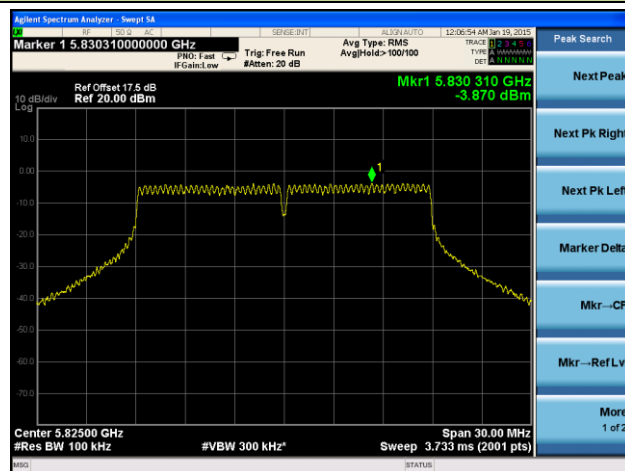 Agilent Spectrum Analyzer - Swept SA
RF 50 Ω AC SENSE:INT ALIGN AUTO 12:06:54 AM Jan 19, 2015
Marker 1 5.830310000000 GHz
PNO: Fast
IFGain:Low
Trig: Free Run
#Atten: 20 dB
Avg Type: RMS
Avg|Hold:>100/100
TRACE 1 2 3 4 5 6
TYPE A WWWWW
DET A N N N N N
Peak Search
Mkr1 5.830 310 GHz
-3.870 dBm
Ref Offset 17.5 dB
Ref 20.00 dBm
10 dB/div
Log
10.0
0.00
-10.0
-20.0
-30.0
-40.0
-50.0
-60.0
-70.0
1
Next Peak
Next Pk Right
Next Pk Left
Marker Delta
Mkr→CF
Mkr→Ref Lv
More
1 of 2
Center 5.82500 GHz Span 30.00 MHz
#Res BW 100 kHz #VBW 300 kHz* Sweep 3.733 ms (2001 pts)
MSG STATUS